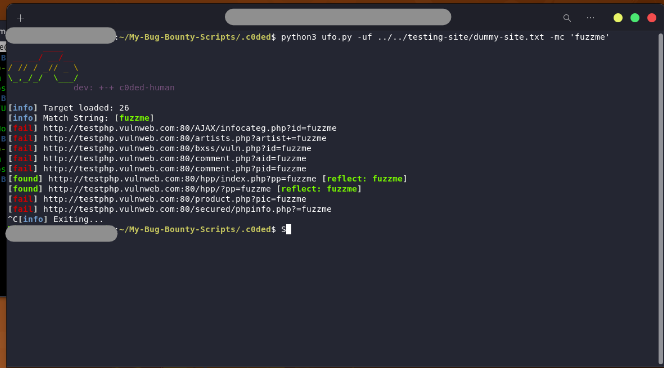 :~/My-Bug-Bounty-Scripts/.c0ded$ python3 ufo.py -uf ../../testing-site/dummy-site.txt -mc 'fuzzme'
/ // / // _ \
\_,_/_/ \___/
dev: +-+ c0ded-human
[info] Target loaded: 26
[info] Match String: [fuzzme]
[fail] http://testphp.vulnweb.com:80/AJAX/infocateg.php?id=fuzzme
[fail] http://testphp.vulnweb.com:80/artists.php?artist+=fuzzme
[fail] http://testphp.vulnweb.com:80/bxss/vuln.php?id=fuzzme
[fail] http://testphp.vulnweb.com:80/comment.php?aid=fuzzme
[fail] http://testphp.vulnweb.com:80/comment.php?pid=fuzzme
[found] http://testphp.vulnweb.com:80/hpp/index.php?pp=fuzzme [reflect: fuzzme]
[found] http://testphp.vulnweb.com:80/hpp/?pp=fuzzme [reflect: fuzzme]
[fail] http://testphp.vulnweb.com:80/product.php?pic=fuzzme
[fail] http://testphp.vulnweb.com:80/secured/phpinfo.php?=fuzzme
^C[info] Exiting...
:~/My-Bug-Bounty-Scripts/.c0ded$ S